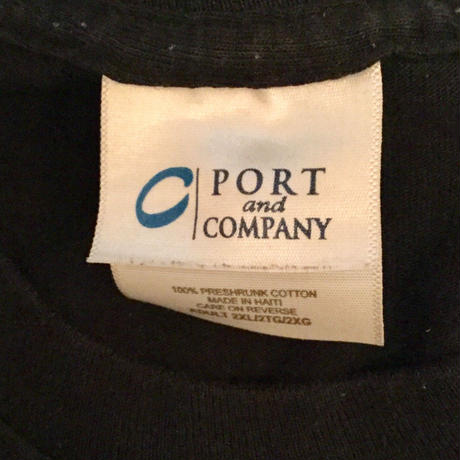 PORT
and
COMPANY
100% PRESHRUNK COTTON
MADE IN HAITI
CARE ON REVERSE
ADULT 2XL/2TG/2XG